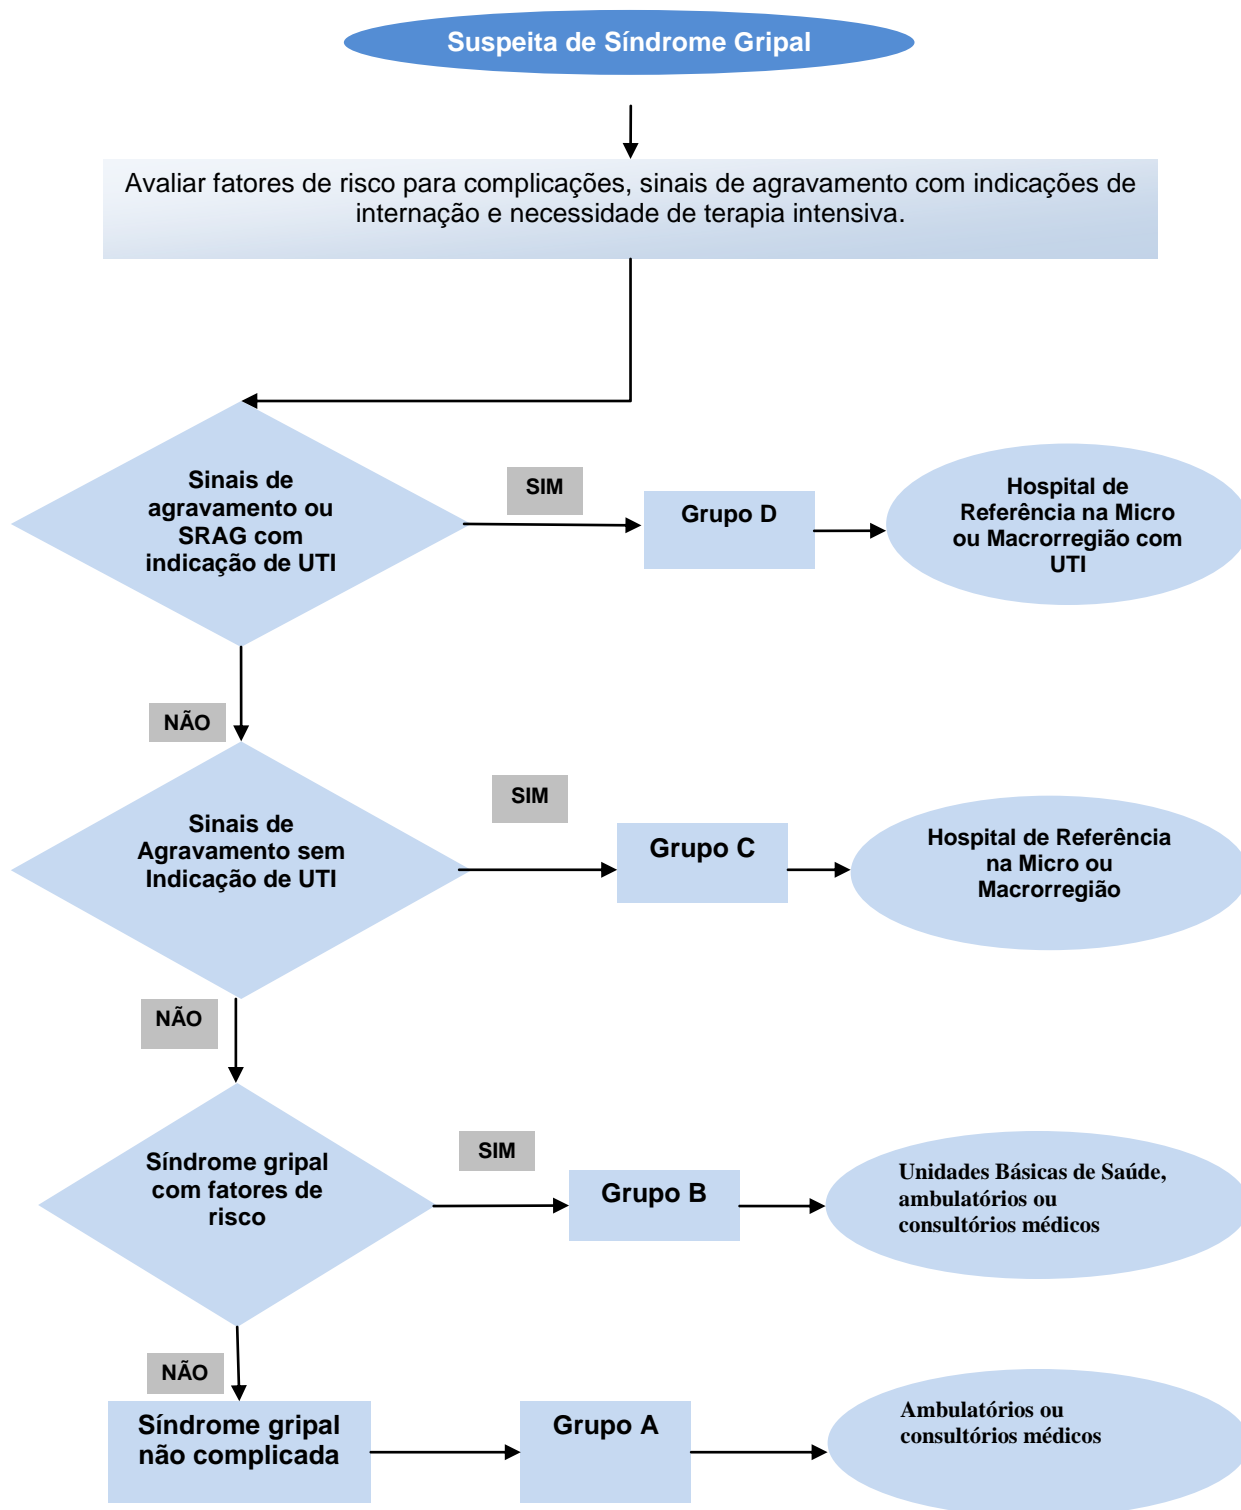 Suspeita de Síndrome Gripal
Avaliar fatores de risco para complicações, sinais de agravamento com indicações de
internação e necessidade de terapia intensiva.
Sinais de
agravamento ou
SRAG com
indicação de UTI
SIM
Grupo D
Hospital de
Referência na Micro
ou Macrorregião com
UTI
NÃO
Sinais de
Agravamento sem
Indicação de UTI
SIM
Grupo C
Hospital de Referência
na Micro ou
Macrorregião
NÃO
Síndrome gripal
com fatores de
risco
SIM
Grupo B
Unidades Básicas de Saúde,
ambulatórios ou
consultórios médicos
NÃO
Síndrome gripal
não complicada
Grupo A
Ambulatórios ou
consultórios médicos